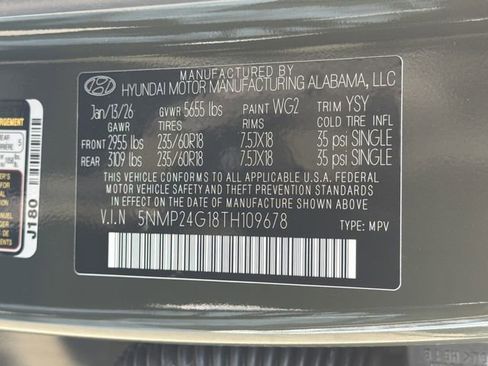 MANUFACTURED BY
HYUNDAI MOTOR MANUFACTURING ALABAMA, LLC
Jan/13/26 GVWR 5655 lbs PAINT WG2 TRIM YSY
GAWR TIRES RIMS COLD TIRE INFL
FRONT 2955 lbs 235/60R18 7.5JX18 35 psi SINGLE
REAR 3109 lbs 235/60R18 7.5JX18 35 psi SINGLE
THIS VEHICLE CONFORMS TO ALL APPLICABLE U.S. FEDERAL
MOTOR VEHICLE SAFETY, BUMPER, AND THEFT PREVENTION STANDARDS
IN EFFECT ON THE DATE OF MANUFACTURE SHOWN ABOVE.
V.I.N 5NMP24G18TH109678 TYPE: MPV
J180